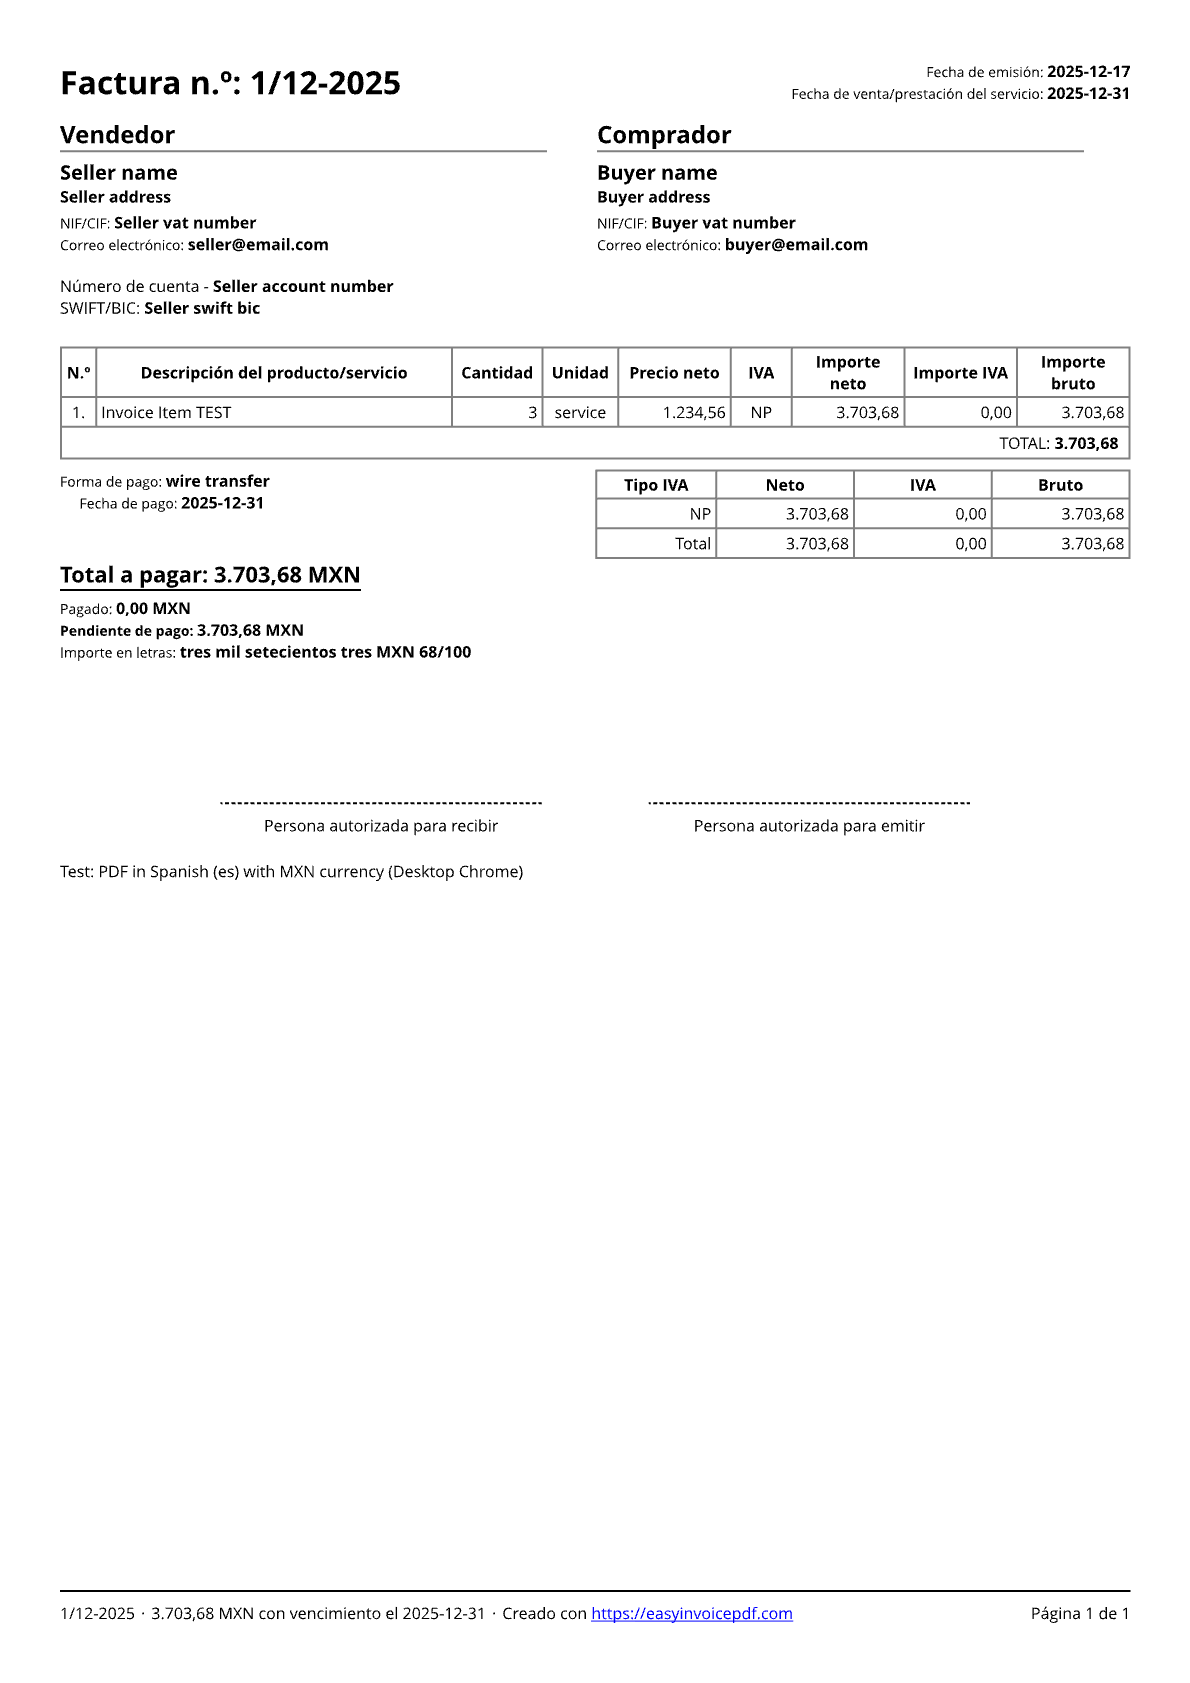 Factura n.º: 1/12-2025
Fecha de emisión: 2025-12-17
Fecha de venta/prestación del servicio: 2025-12-31
Vendedor
Seller name
Seller address
NIF/CIF: Seller vat number
Correo electrónico: seller@email.com
Número de cuenta - Seller account number
SWIFT/BIC: Seller swift bic
Comprador
Buyer name
Buyer address
NIF/CIF: Buyer vat number
Correo electrónico: buyer@email.com
N.º Descripción del producto/servicio Cantidad Unidad Precio neto IVA Importe neto Importe IVA Importe bruto
1. Invoice Item TEST 3 service 1.234,56 NP 3.703,68 0,00 3.703,68
TOTAL: 3.703,68
Forma de pago: wire transfer
Fecha de pago: 2025-12-31
Tipo IVA Neto IVA Bruto
NP 3.703,68 0,00 3.703,68
Total 3.703,68 0,00 3.703,68
Total a pagar: 3.703,68 MXN
Pagado: 0,00 MXN
Pendiente de pago: 3.703,68 MXN
Importe en letras: tres mil setecientos tres MXN 68/100
Persona autorizada para recibir
Persona autorizada para emitir
Test: PDF in Spanish (es) with MXN currency (Desktop Chrome)
1/12-2025 · 3.703,68 MXN con vencimiento el 2025-12-31 · Creado con https://easyinvoicepdf.com
Página 1 de 1